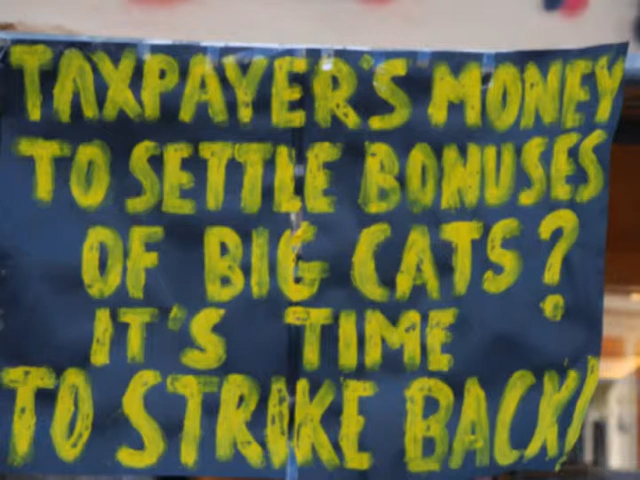 TAXPAYER'S MONEY
TO SETTLE BONUSES
OF BIG CATS?
IT'S TIME
TO STRIKE BACK!